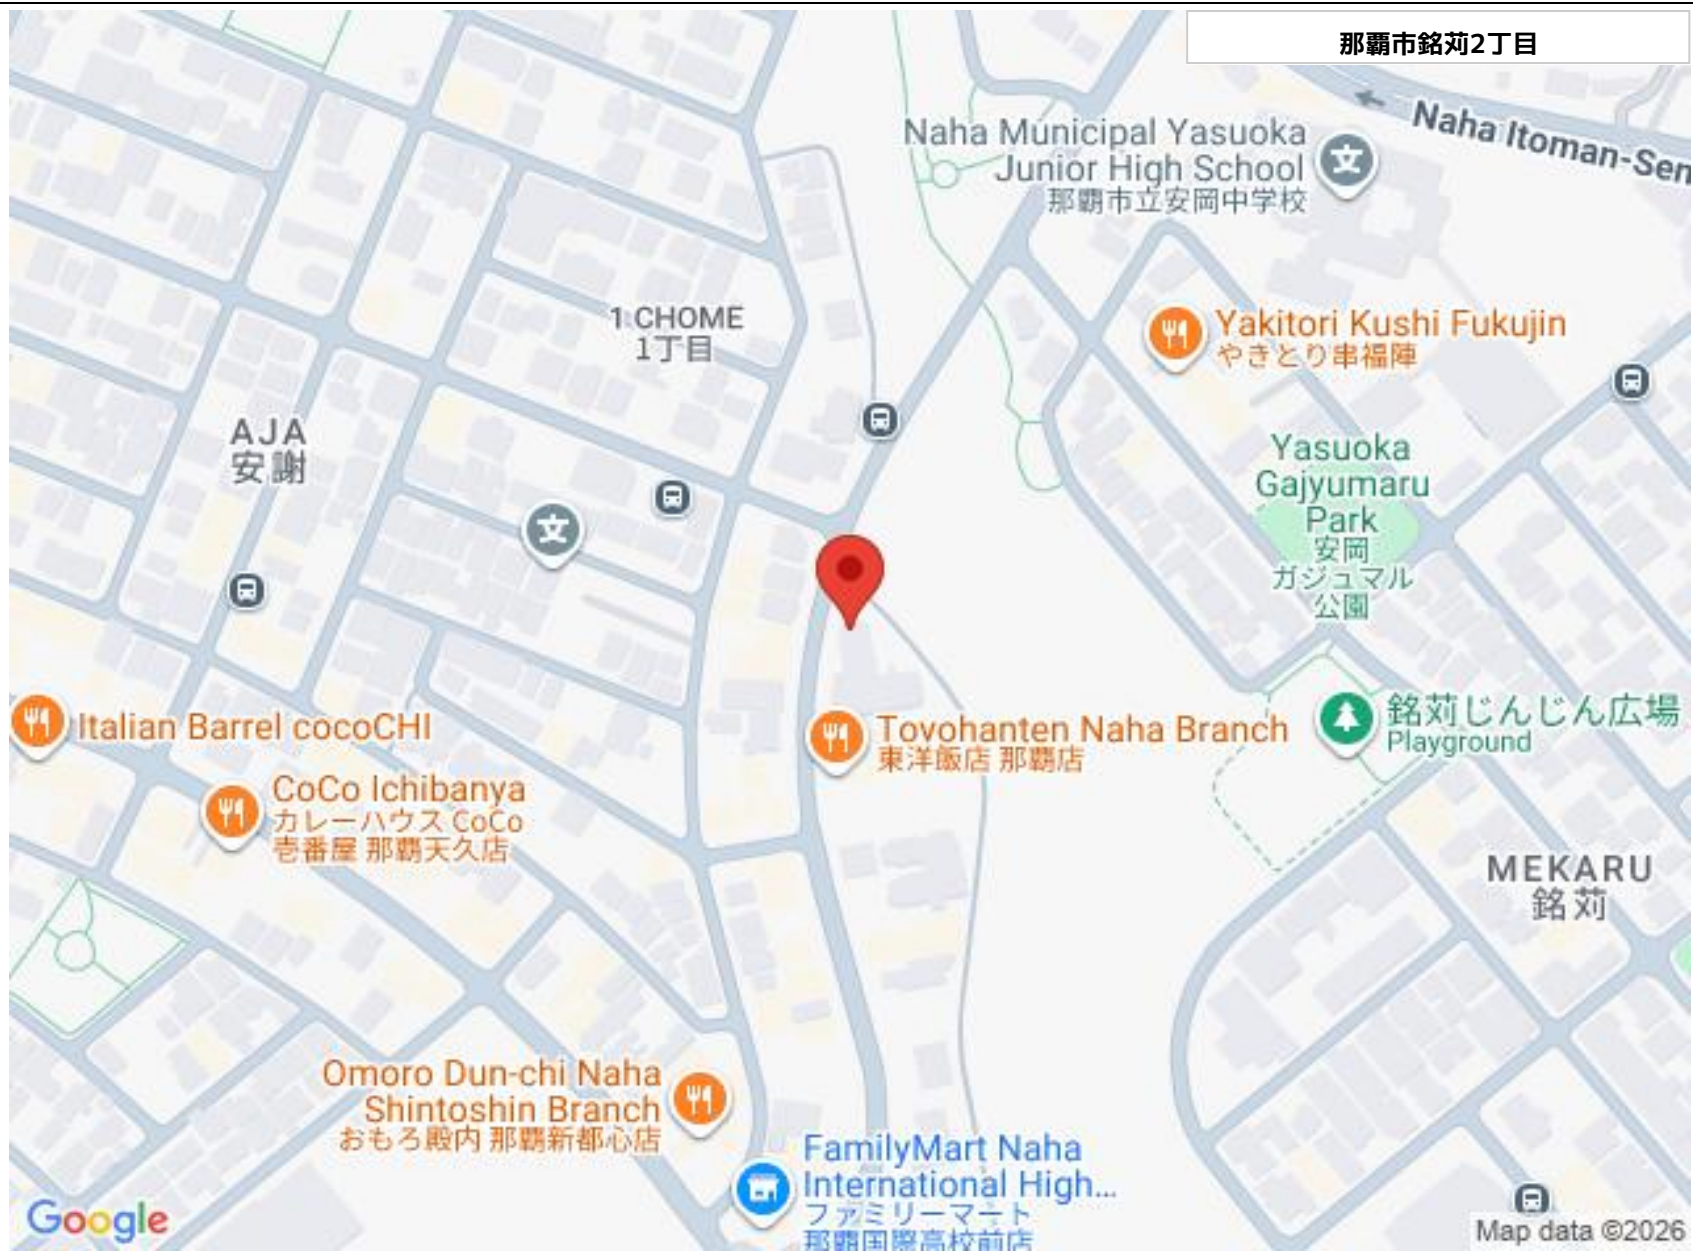 那覇市銘苅2丁目
Naha Itoman-Sen
Naha Municipal Yasuoka
Junior High School
那覇市立安岡中学校
1 CHOME
1丁目
Yakitori Kushi Fukujin
やきとり串福陣
AJA
安謝
Yasuoka
Gajyumaru
Park
安岡
ガジュマル
公園
Italian Barrel cocoCHI
Toyohanten Naha Branch
東洋飯店 那覇店
銘苅じんじん広場
Playground
CoCo Ichibanya
カレーハウス CoCo
壱番屋 那覇天久店
MEKARU
銘苅
Omoro Dun-chi Naha
Shintoshin Branch
おもろ殿内 那覇新都心店
FamilyMart Naha
International High...
ファミリーマート
那覇国際高校前店
Google
Map data ©2026